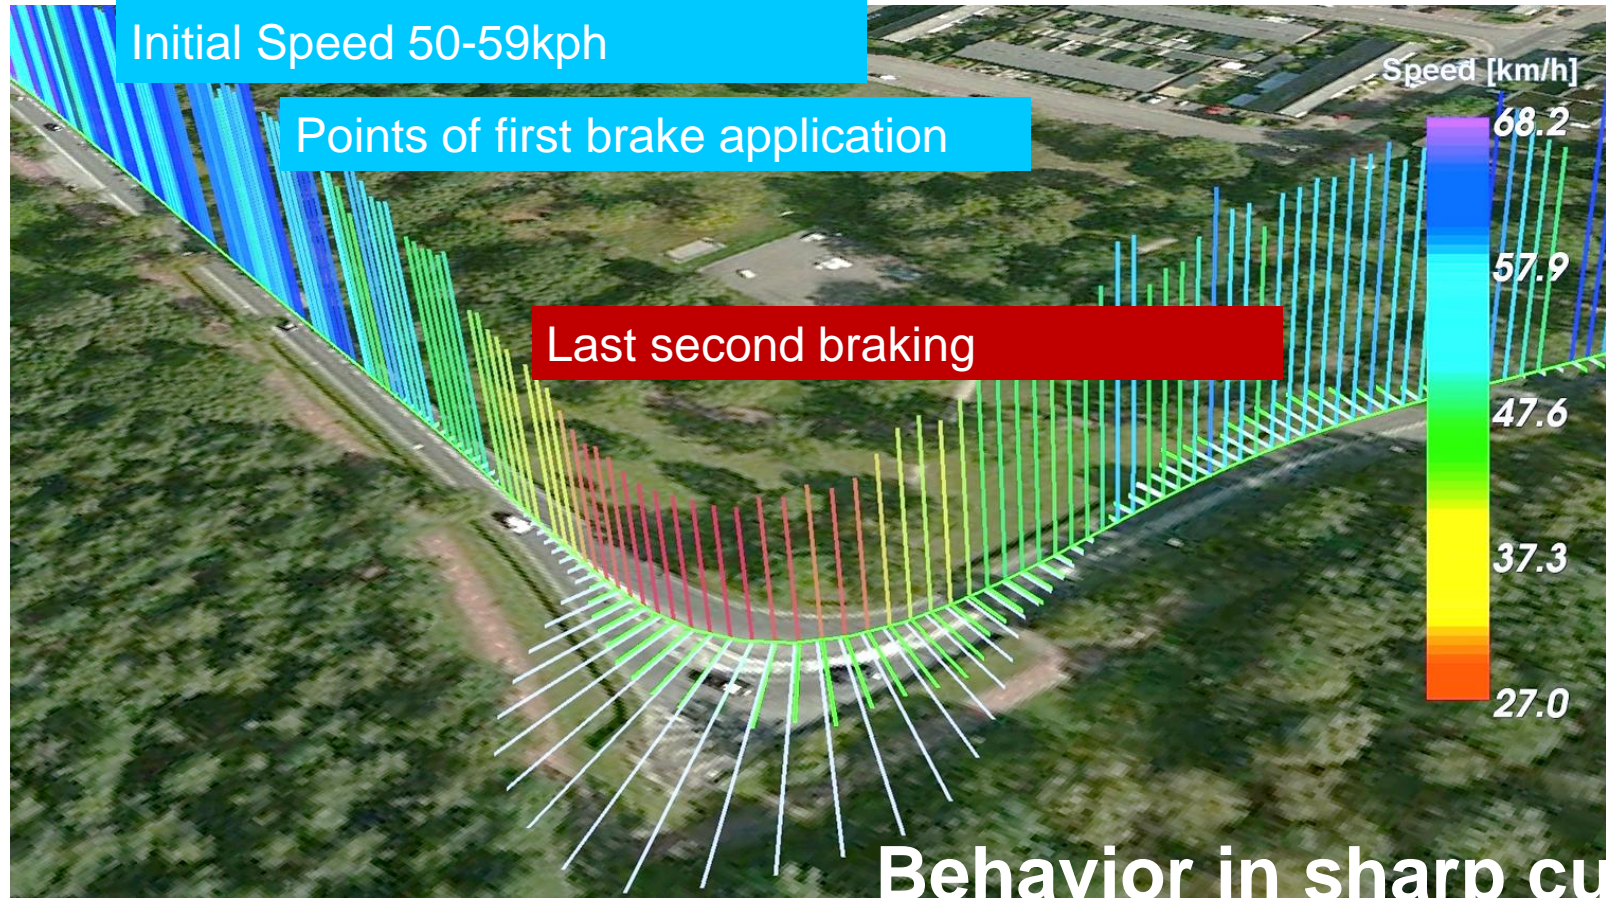 Initial Speed 50-59kph
Points of first brake application
Last second braking
Speed [km/h]
68.2
57.9
47.6
37.3
27.0
Behavior in sharp cu